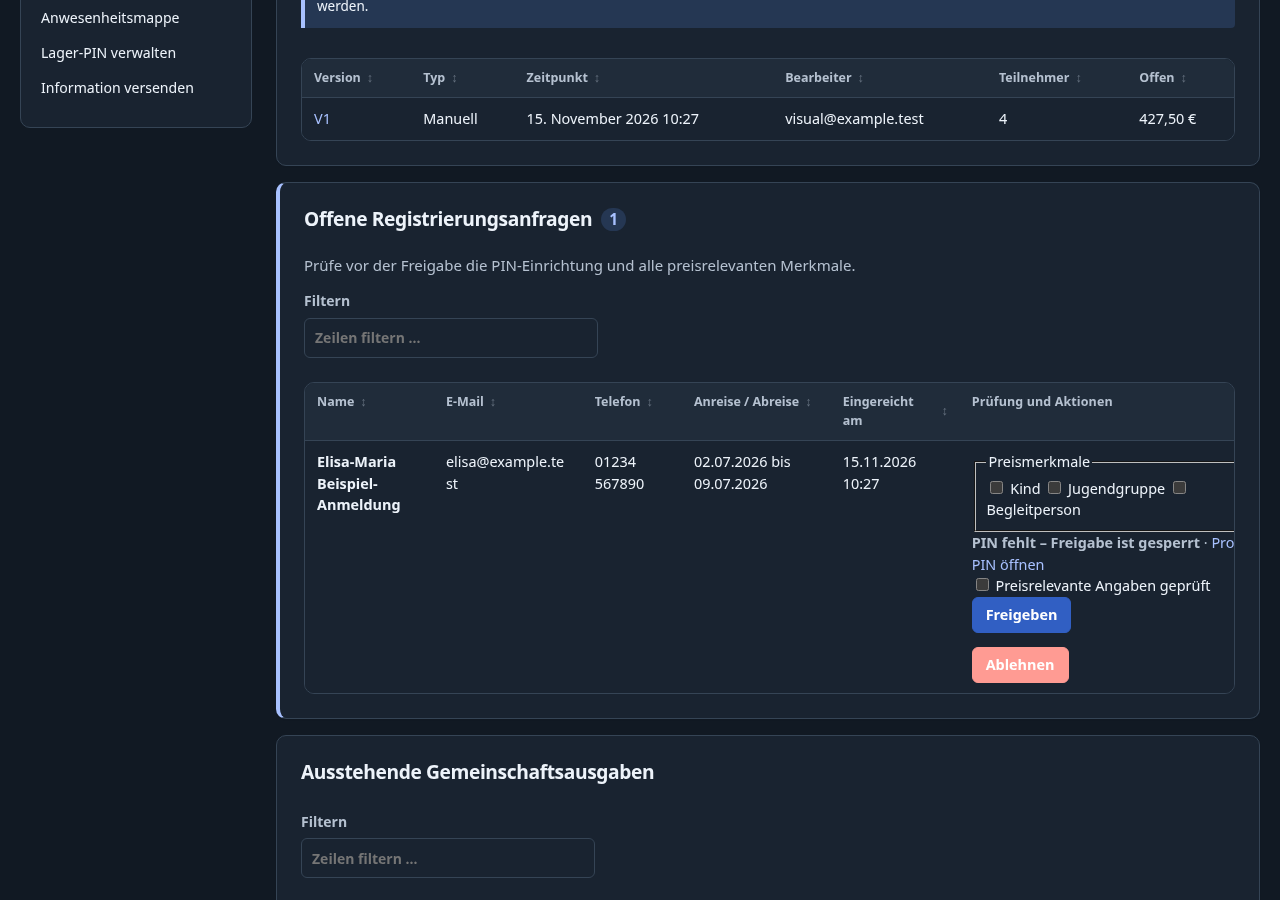 Anwesenheitsmappe
Lager-PIN verwalten
Information versenden
werden.
Version ↕ Typ ↕ Zeitpunkt ↕ Bearbeiter ↕ Teilnehmer ↕ Offen ↕
V1 Manuell 15. November 2026 10:27 visual@example.test 4 427,50 €
Offene Registrierungsanfragen 1
Prüfe vor der Freigabe die PIN-Einrichtung und alle preisrelevanten Merkmale.
Filtern
Zeilen filtern ...
Name ↕ E-Mail ↕ Telefon ↕ Anreise / Abreise ↕ Eingereicht am ↕ Prüfung und Aktionen
Elisa-Maria
Beispiel-
Anmeldung
elisa@example.te
st
01234
567890
02.07.2026 bis
09.07.2026
15.11.2026
10:27
Preismerkmale
Kind Jugendgruppe
Begleitperson
PIN fehlt – Freigabe ist gesperrt · Pro
PIN öffnen
Preisrelevante Angaben geprüft
Freigeben
Ablehnen
Ausstehende Gemeinschaftsausgaben
Filtern
Zeilen filtern ...